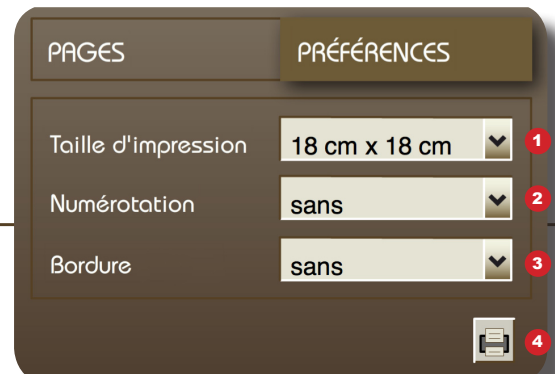 PAGES PRÉFÉRENCES
Taille d'impression 18 cm x 18 cm 1
Numérotation sans 2
Bordure sans 3
4